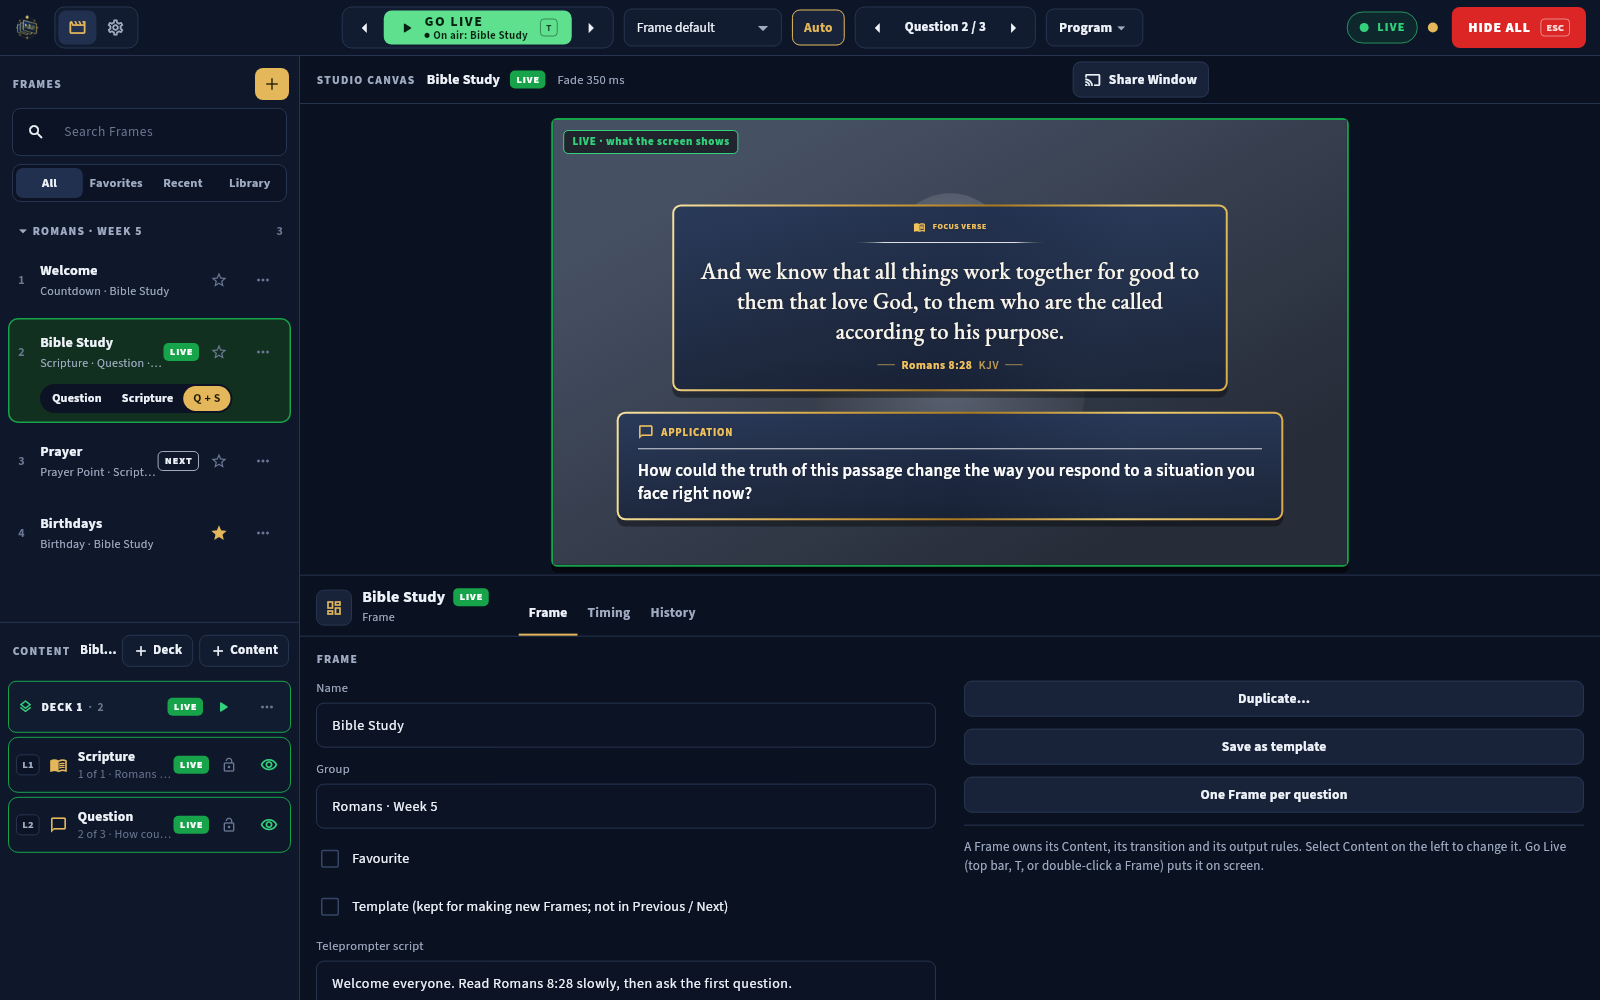 GO LIVE
On air: Bible Study
T
Frame default
Auto
Question 2 / 3
Program
LIVE
HIDE ALL
ESC
FRAMES
Search Frames
All
Favorites
Recent
Library
ROMANS · WEEK 5
3
1
Welcome
Countdown · Bible Study
2
Bible Study
Scripture · Question ·…
LIVE
Question
Scripture
Q + S
3
Prayer
Prayer Point · Script…
NEXT
4
Birthdays
Birthday · Bible Study
CONTENT
Bibl…
+ Deck
+ Content
DECK 1 · 2
LIVE
L1
Scripture
1 of 1 · Romans …
LIVE
L2
Question
2 of 3 · How cou…
LIVE
STUDIO CANVAS
Bible Study
LIVE
Fade 350 ms
Share Window
LIVE · what the screen shows
FOCUS VERSE
And we know that all things work together for good to
them that love God, to them who are the called
according to his purpose.
Romans 8:28 KJV
APPLICATION
How could the truth of this passage change the way you respond to a situation you
face right now?
Bible Study
LIVE
Frame
Frame
Timing
History
FRAME
Name
Bible Study
Group
Romans · Week 5
Favourite
Template (kept for making new Frames; not in Previous / Next)
Teleprompter script
Welcome everyone. Read Romans 8:28 slowly, then ask the first question.
Duplicate…
Save as template
One Frame per question
A Frame owns its Content, its transition and its output rules. Select Content on the left to change it. Go Live
(top bar, T, or double-click a Frame) puts it on screen.